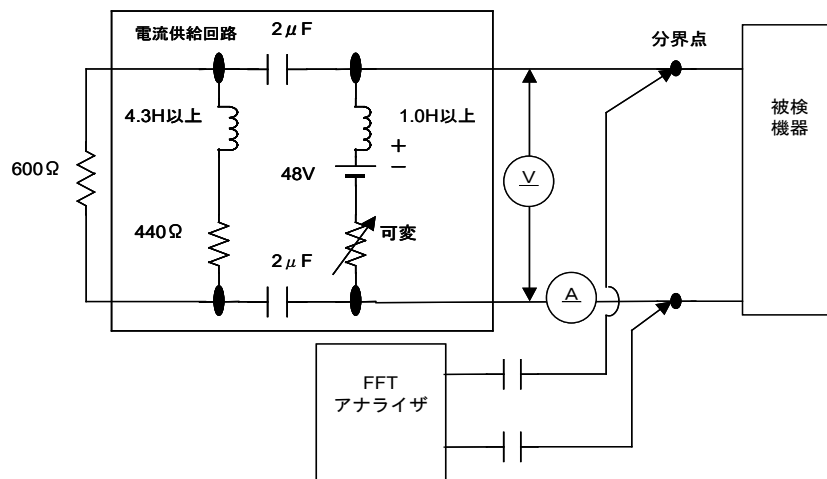 電流供給回路
2μF
分界点
4.3H以上
1.0H以上
被検
機器
+
−
V
600Ω
48V
440Ω
可変
2μF
A
FFT
アナライザ